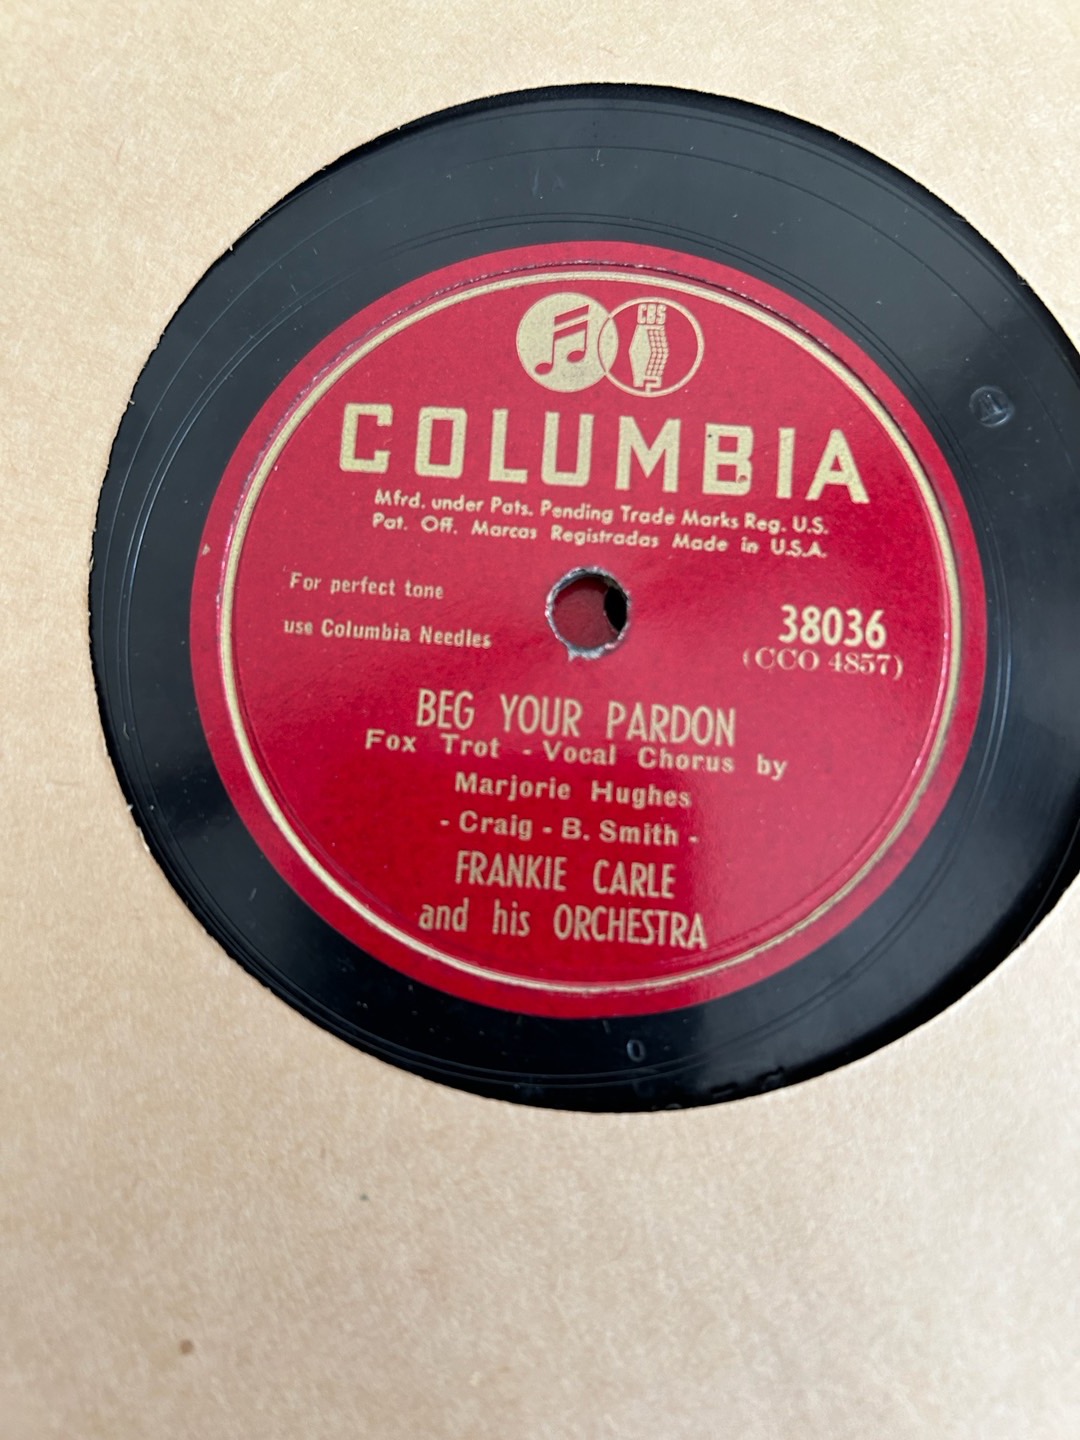 CBS
COLUMBIA
Mfrd. under Pats. Pending Trade Marks Reg. U.S.
Pat. Off. Marcas Registradas Made in U.S.A.
For perfect tone
use Columbia Needles
38036
(CCO 4857)
BEG YOUR PARDON
Fox Trot - Vocal Chorus by
Marjorie Hughes
- Craig - B. Smith -
FRANKIE CARLE
and his ORCHESTRA